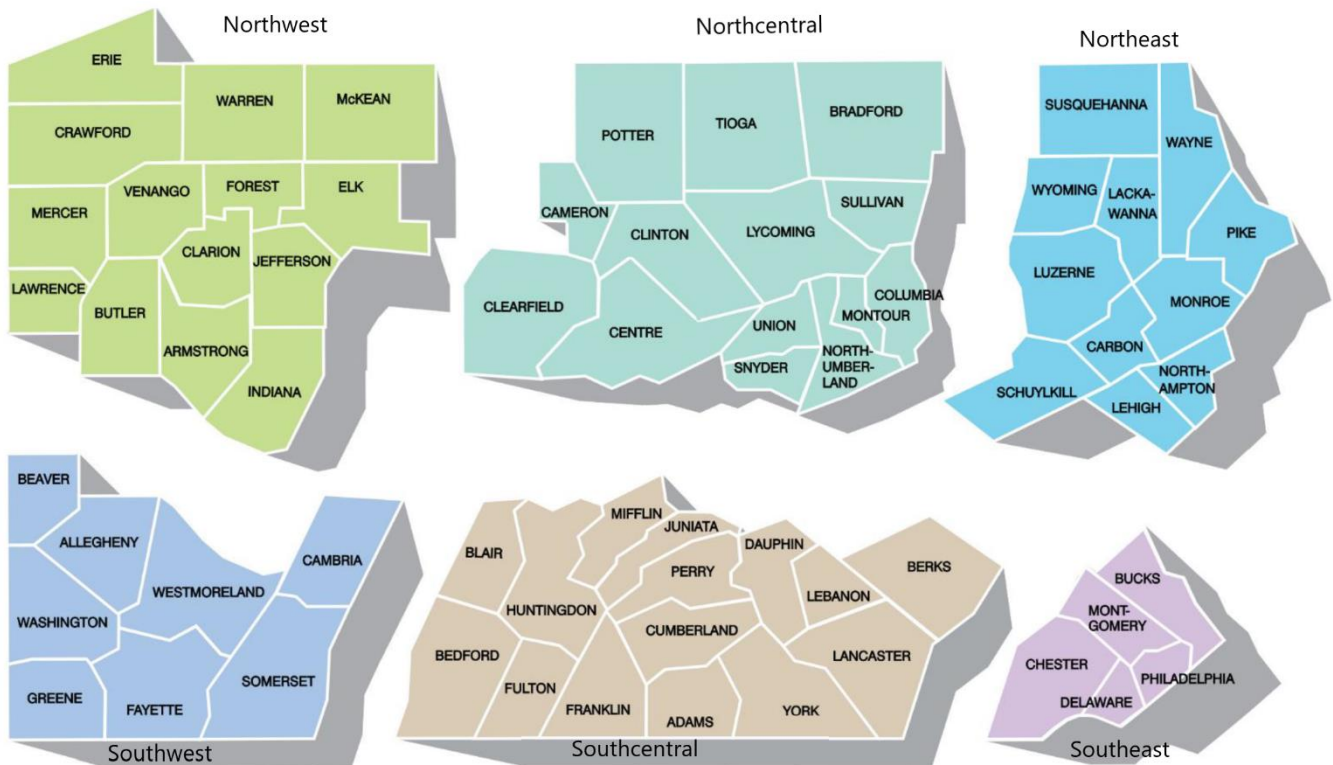 Northwest
ERIE
WARREN
McKEAN
CRAWFORD
VENANGO
FOREST
ELK
MERCER
CLARION
JEFFERSON
LAWRENCE
BUTLER
ARMSTRONG
INDIANA
Northcentral
POTTER
TIOGA
BRADFORD
CAMERON
SULLIVAN
CLINTON
LYCOMING
CLEARFIELD
COLUMBIA
MONTOUR
CENTRE
UNION
SNYDER
NORTH-
UMBER-
LAND
Northeast
SUSQUEHANNA
WAYNE
WYOMING
LACKA-
WANNA
PIKE
LUZERNE
MONROE
CARBON
NORTH-
AMPTON
SCHUYLKILL
LEHIGH
BEAVER
ALLEGHENY
CAMBRIA
WESTMORELAND
WASHINGTON
SOMERSET
GREENE
FAYETTE
Southwest
MIFFLIN
JUNIATA
DAUPHIN
BLAIR
PERRY
BERKS
LEBANON
HUNTINGDON
CUMBERLAND
BEDFORD
LANCASTER
FULTON
FRANKLIN
ADAMS
YORK
Southcentral
BUCKS
MONT-
GOMERY
CHESTER
PHILADELPHIA
DELAWARE
Southeast